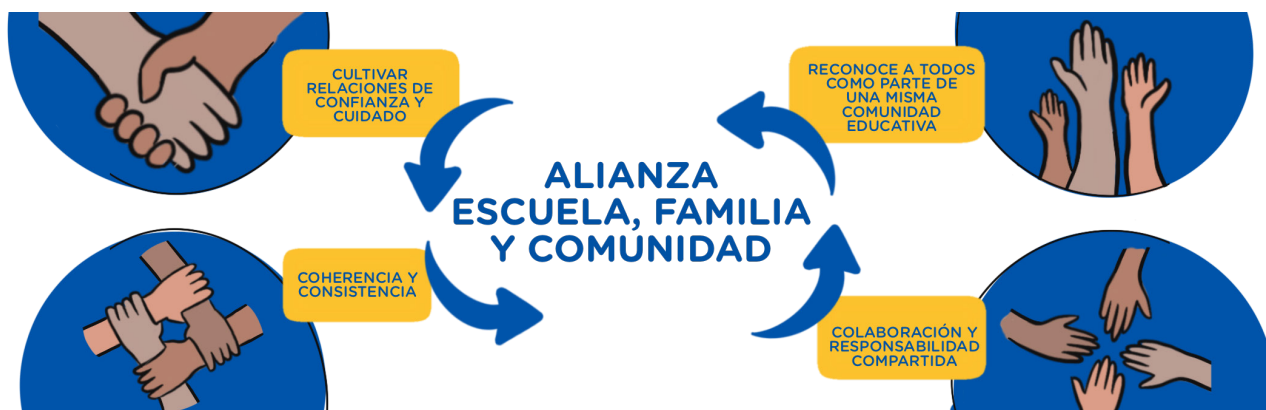 CULTIVAR
RELACIONES DE
CONFIANZA Y
CUIDADO
RECONOCE A TODOS
COMO PARTE DE
UNA MISMA
COMUNIDAD
EDUCATIVA
ALIANZA
ESCUELA, FAMILIA
Y COMUNIDAD
COHERENCIA Y
CONSISTENCIA
COLABORACIÓN Y
RESPONSABILIDAD
COMPARTIDA